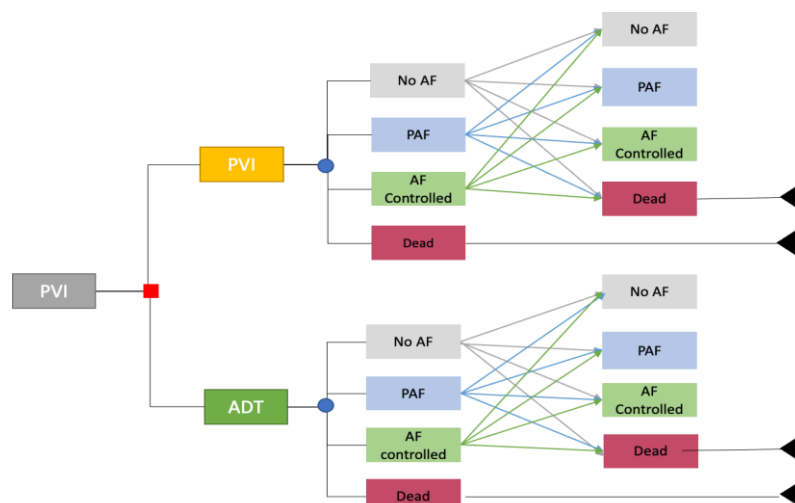 No AF
No AF
PAF
PAF
AF
Controlled
PVI
AF
Controlled
Dead
Dead
PVI
No AF
No AF
PAF
PAF
AF
Controlled
ADT
AF
controlled
Dead
Dead